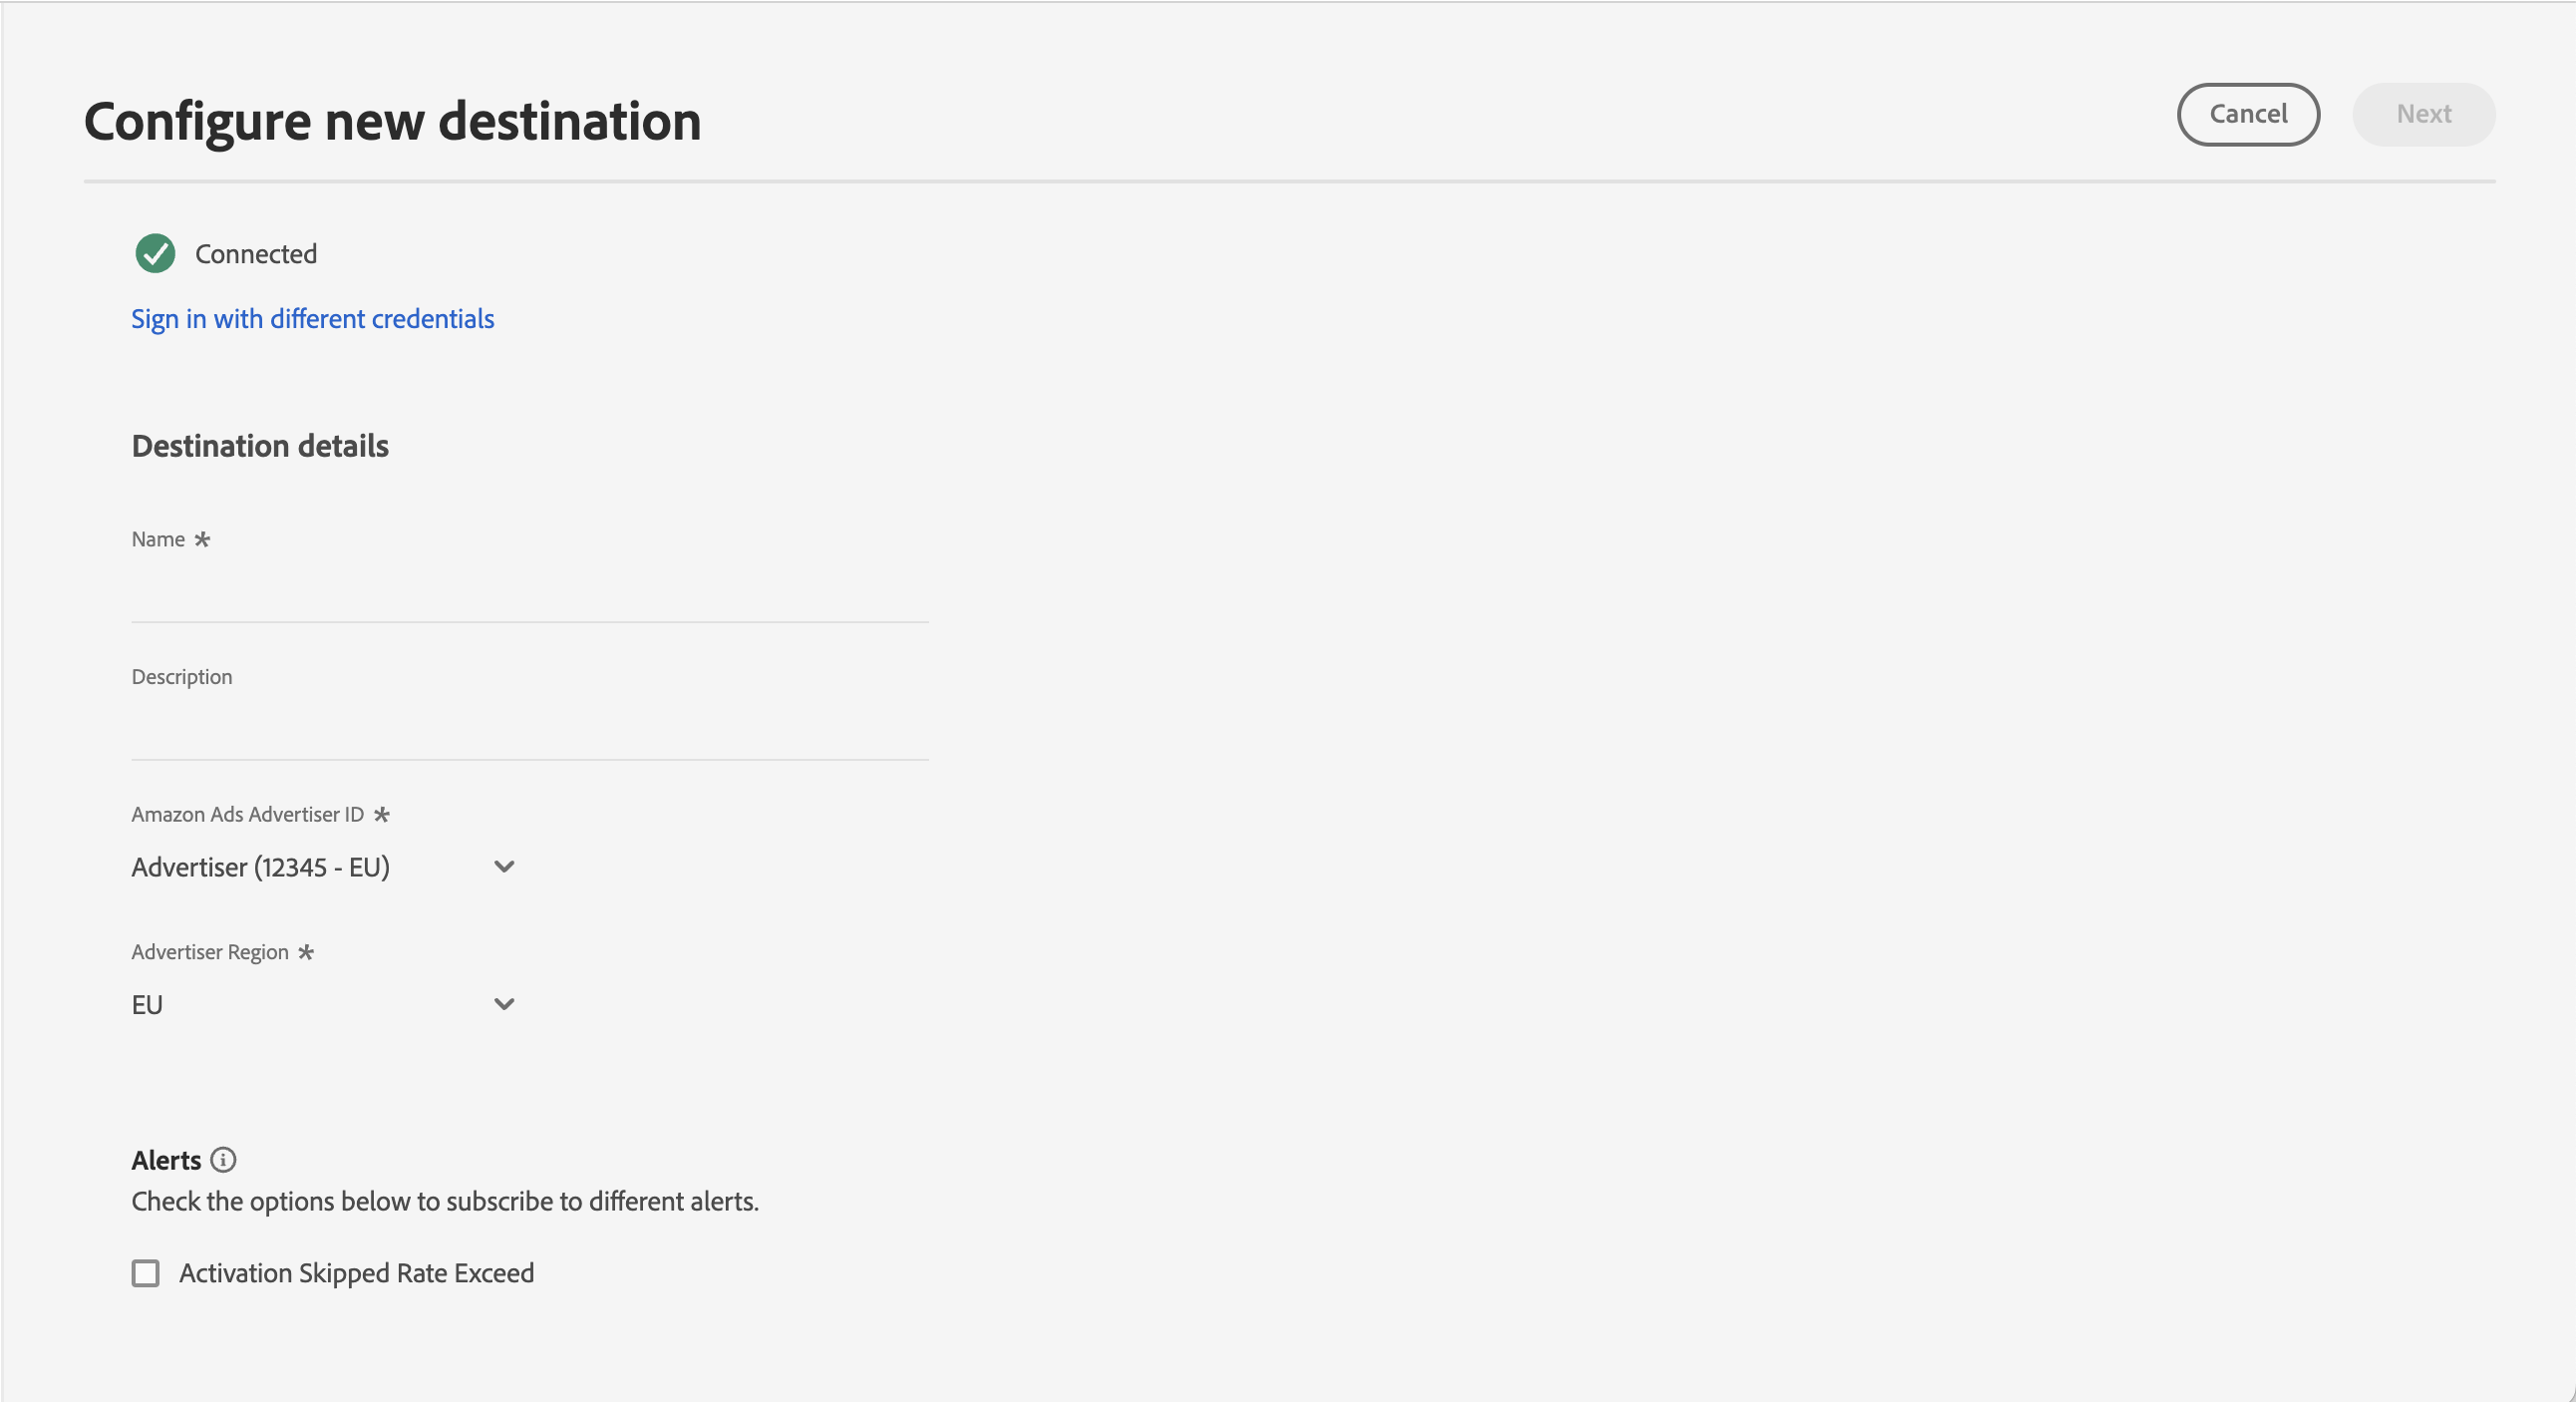 Configure new destination
Cancel
Next
Connected
Sign in with different credentials
Destination details
Name *
Description
Amazon Ads Advertiser ID *
Advertiser (12345 - EU)
Advertiser Region *
EU
Alerts
Check the options below to subscribe to different alerts.
Activation Skipped Rate Exceed